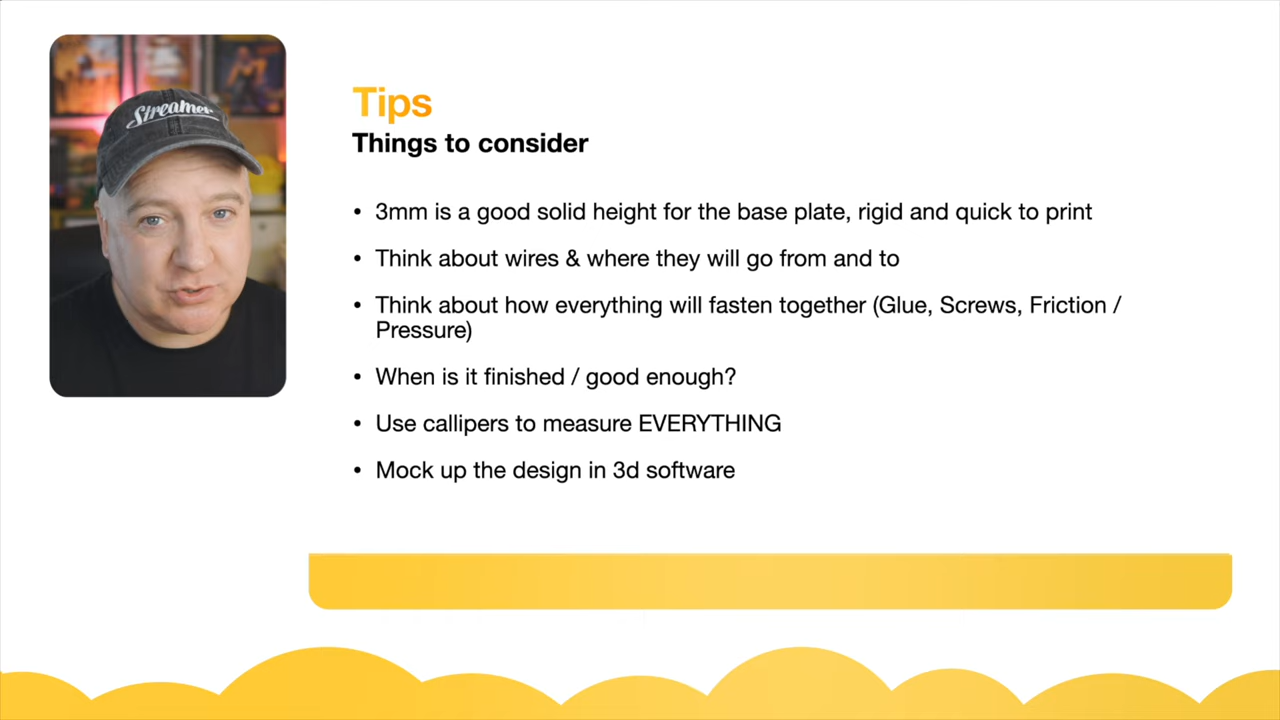 Streamer
Tips
Things to consider
• 3mm is a good solid height for the base plate, rigid and quick to print
• Think about wires & where they will go from and to
• Think about how everything will fasten together (Glue, Screws, Friction /
Pressure)
• When is it finished / good enough?
• Use callipers to measure EVERYTHING
• Mock up the design in 3d software